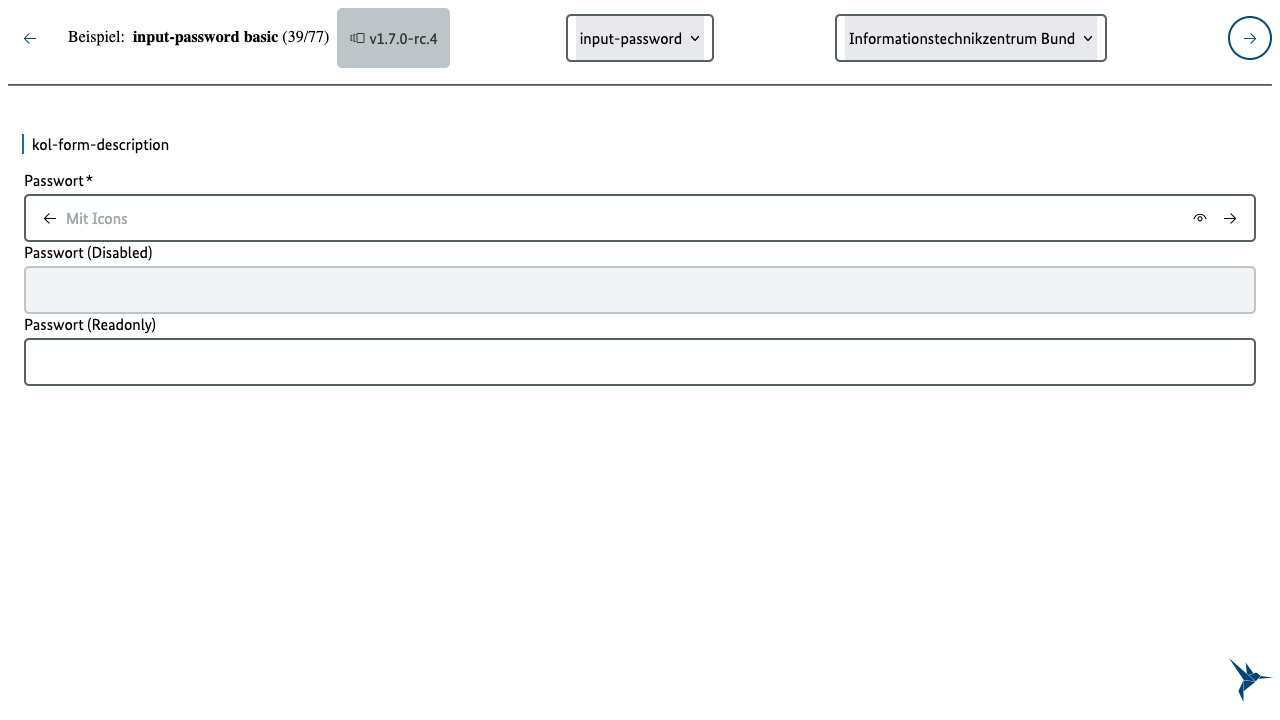 Beispiel: input-password basic (39/77) v1.7.0-rc.4 input-password Informationstechnikzentrum Bund
kol-form-description
Passwort*
Mit Icons
Passwort (Disabled)
Passwort (Readonly)